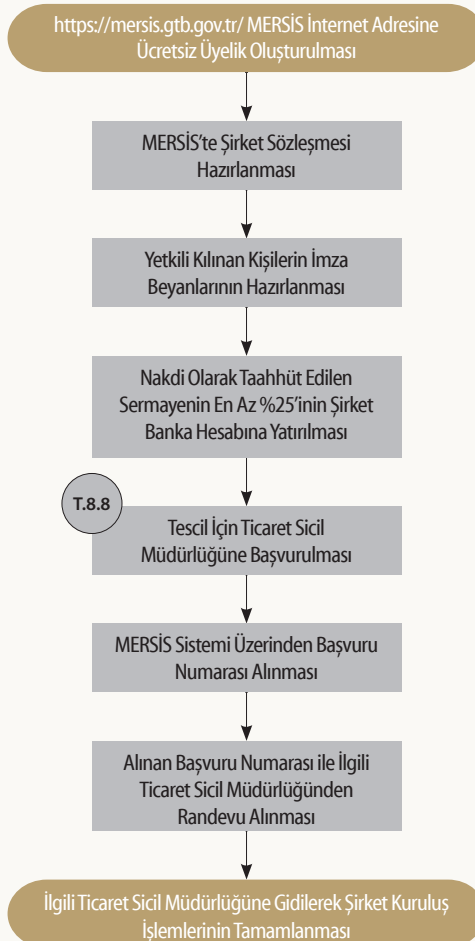 https://mersis.gtb.gov.tr/ MERSİS İnternet Adresine
Ücretsiz Üyelik Oluşturulması
MERSİS'te Şirket Sözleşmesi
Hazırlanması
Yetkili Kılınan Kişilerin İmza
Beyanlarının Hazırlanması
Nakdi Olarak Taahhüt Edilen
Sermayenin En Az %25'inin Şirket
Banka Hesabına Yatırılması
T.8.8
Tescil İçin Ticaret Sicil
Müdürlüğüne Başvurulması
MERSİS Sistemi Üzerinden Başvuru
Numarası Alınması
Alınan Başvuru Numarası ile İlgili
Ticaret Sicil Müdürlüğünden
Randevu Alınması
İlgili Ticaret Sicil Müdürlüğüne Gidilerek Şirket Kuruluş
İşlemlerinin Tamamlanması